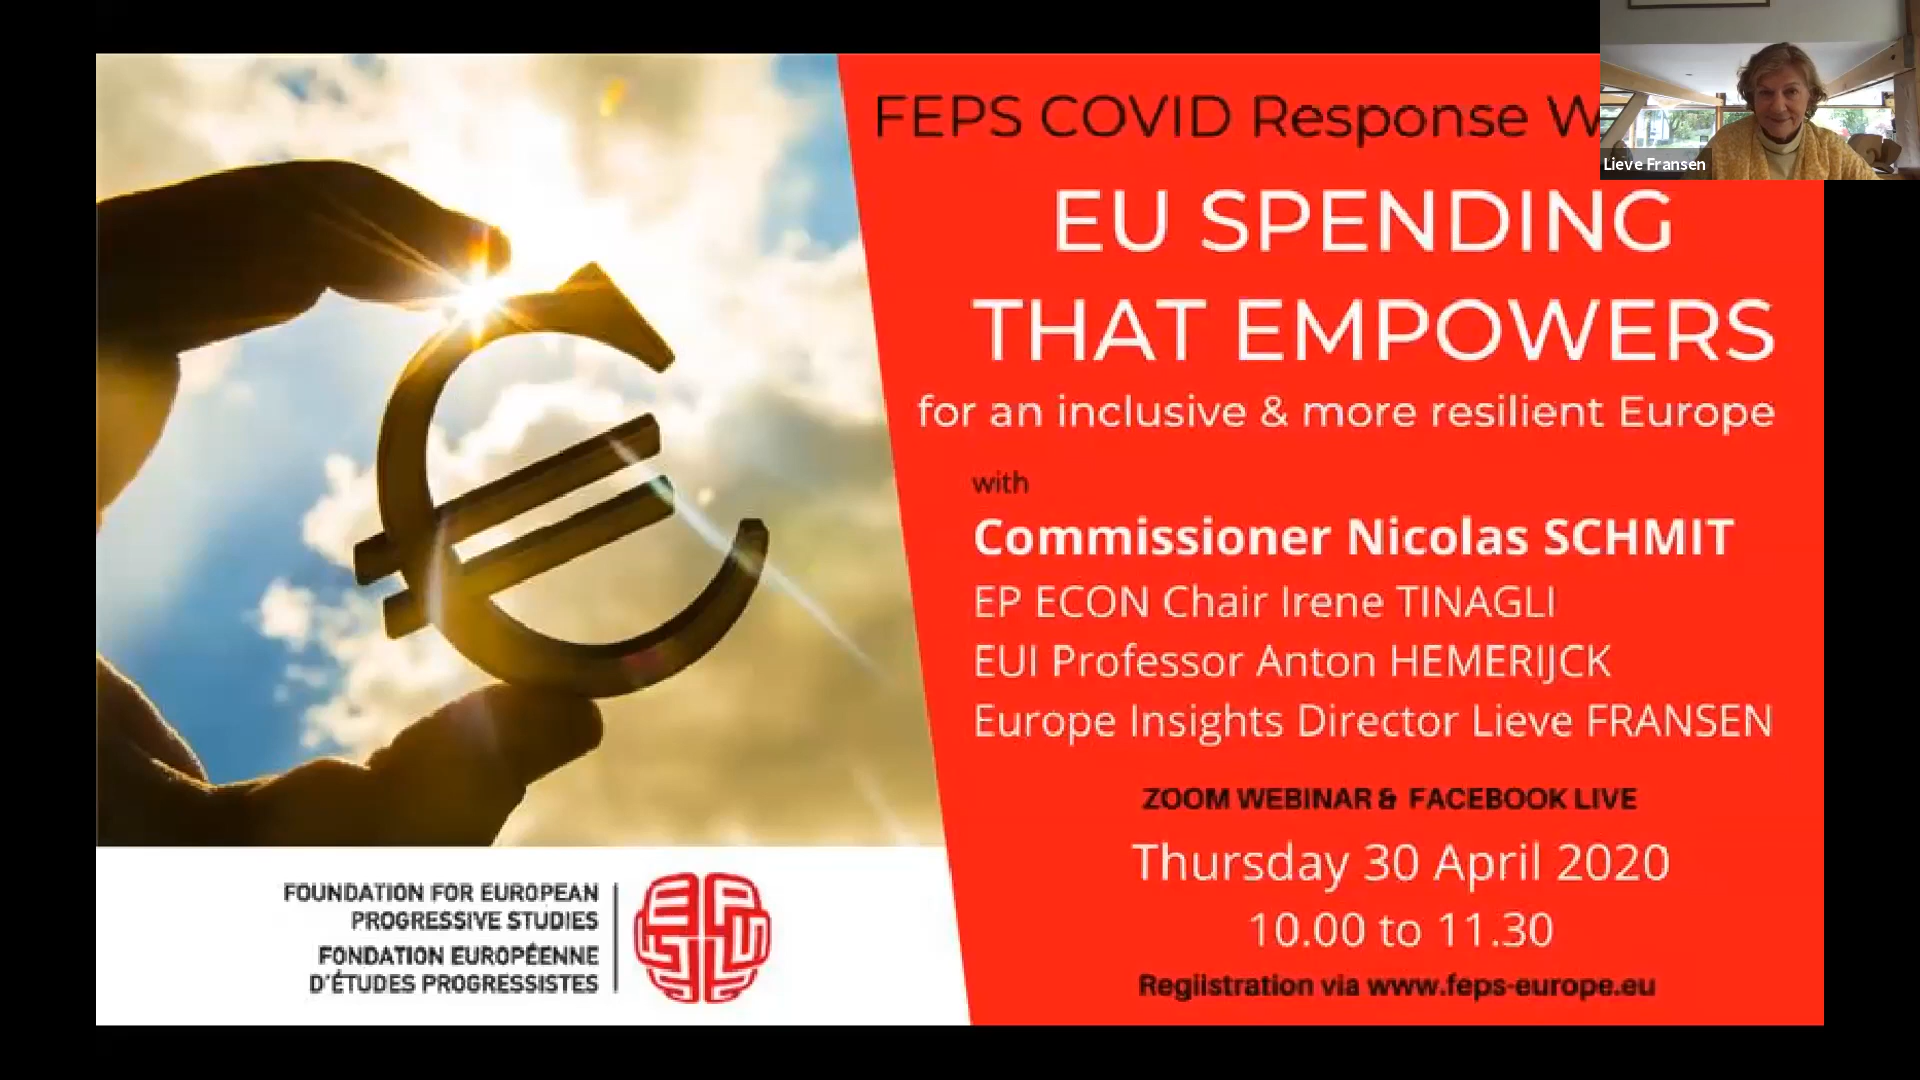 FEPS COVID Response
EU SPENDING
THAT EMPOWERS
for an inclusive & more resilient Europe
with
Commissioner Nicolas SCHMIT
EP ECON Chair Irene TINAGLI
EUI Professor Anton HEMERIJCK
Europe Insights Director Lieve FRANSEN
ZOOM WEBINAR & FACEBOOK LIVE
Thursday 30 April 2020
10.00 to 11.30
Regiistration via www.feps-europe.eu
FOUNDATION FOR EUROPEAN
PROGRESSIVE STUDIES
FONDATION EUROPÉENNE
D'ÉTUDES PROGRESSISTES
Lieve Fransen